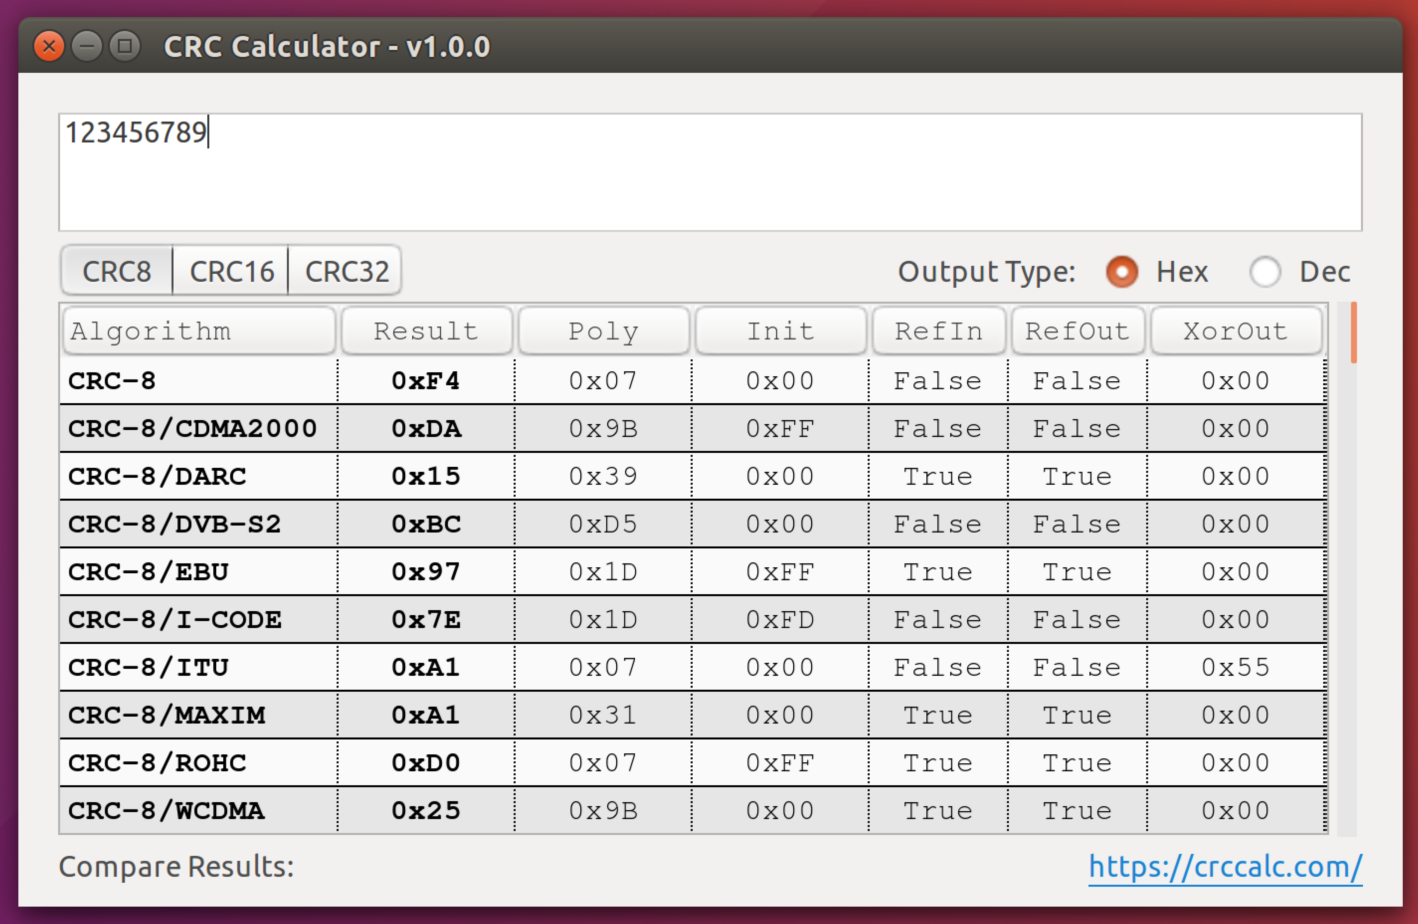 CRC Calculator - v1.0.0
123456789
CRC8 CRC16 CRC32 Output Type: Hex Dec
Algorithm Result Poly Init RefIn RefOut XorOut
CRC-8 0xF4 0x07 0x00 False False 0x00
CRC-8/CDMA2000 0xDA 0x9B 0xFF False False 0x00
CRC-8/DARC 0x15 0x39 0x00 True True 0x00
CRC-8/DVB-S2 0xBC 0xD5 0x00 False False 0x00
CRC-8/EBU 0x97 0x1D 0xFF True True 0x00
CRC-8/I-CODE 0x7E 0x1D 0xFD False False 0x00
CRC-8/ITU 0xA1 0x07 0x00 False False 0x55
CRC-8/MAXIM 0xA1 0x31 0x00 True True 0x00
CRC-8/ROHC 0xD0 0x07 0xFF True True 0x00
CRC-8/WCDMA 0x25 0x9B 0x00 True True 0x00
Compare Results: https://crccalc.com/